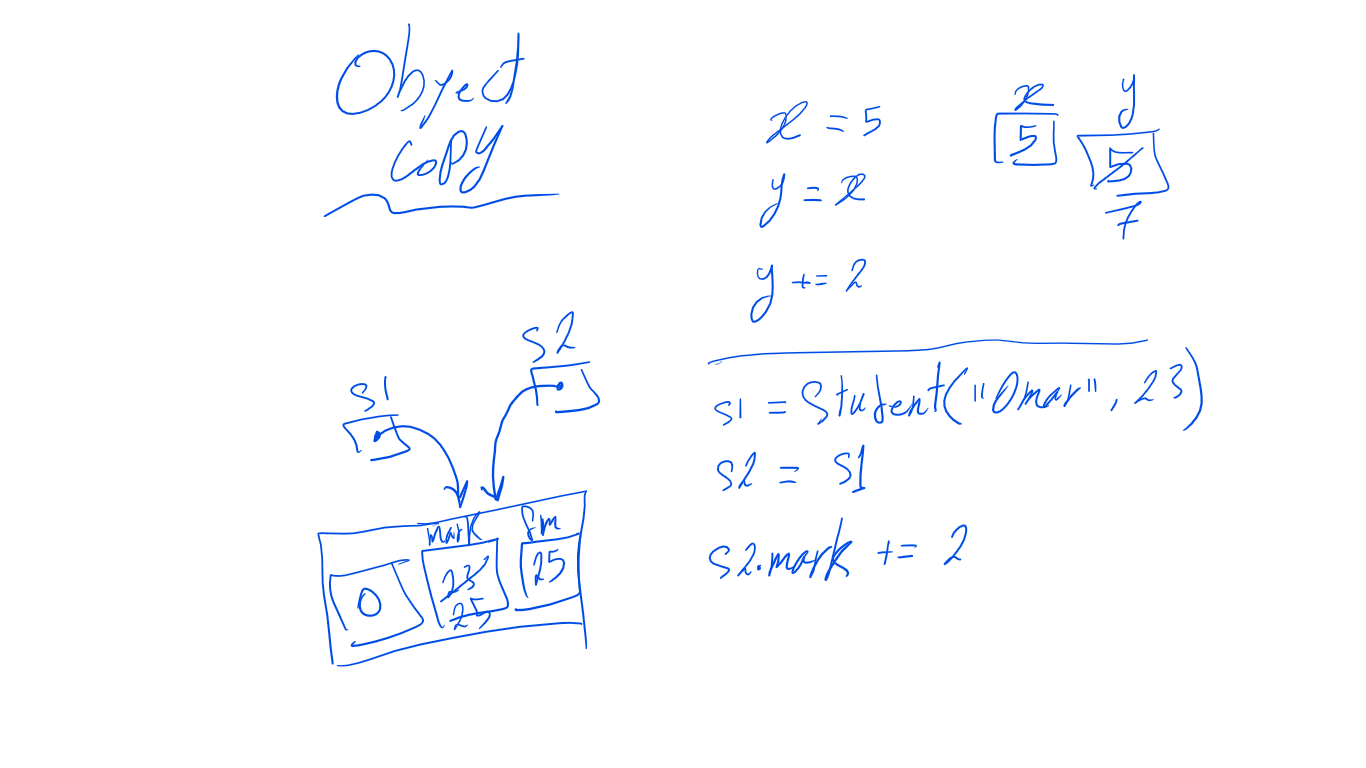 Object
copy
x = 5
y = x
y += 2
x
5
y
5
7
s1 = Student("Omar", 23)
s2 = s1
s2.mark += 2
s1
s2
mark
fm
0
23
25
25